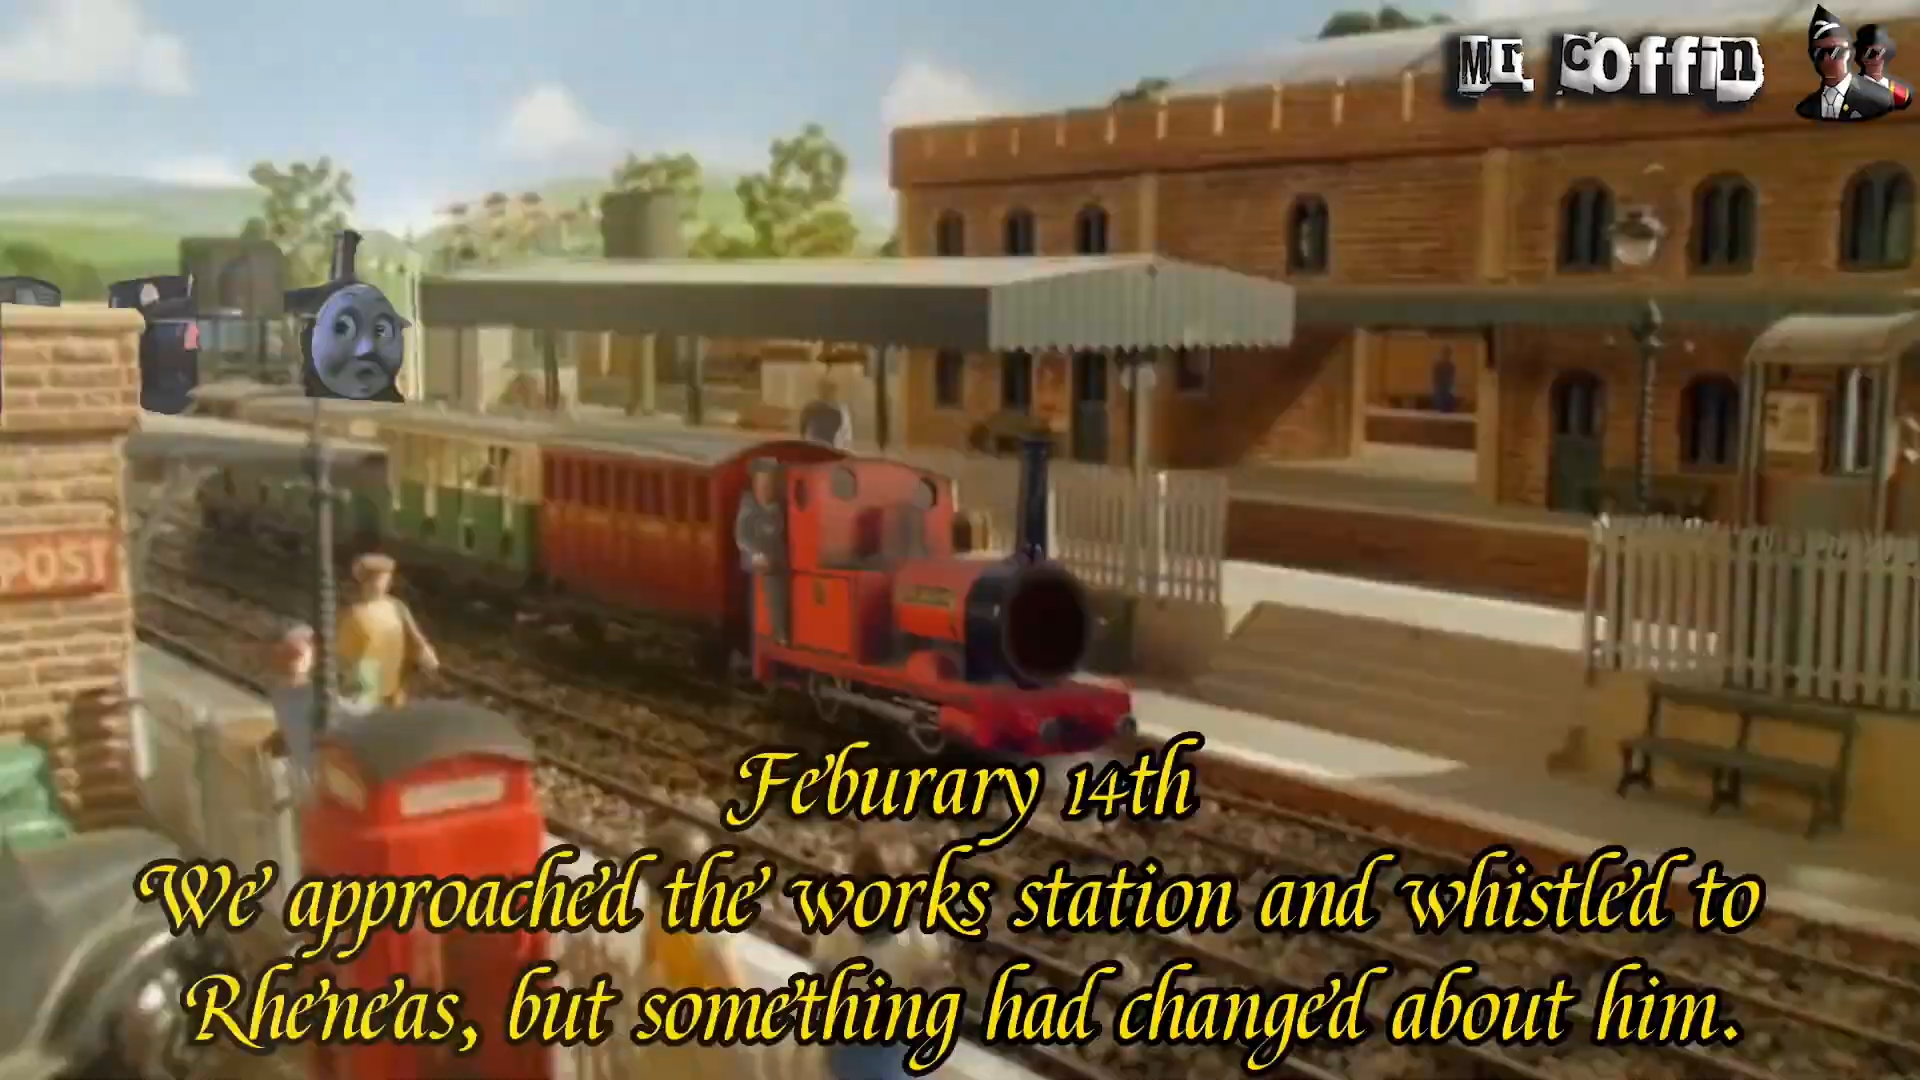 Mr. Coffin
POST
Feburary 14th
We approached the works station and whistled to
Rheneas, but something had changed about him.